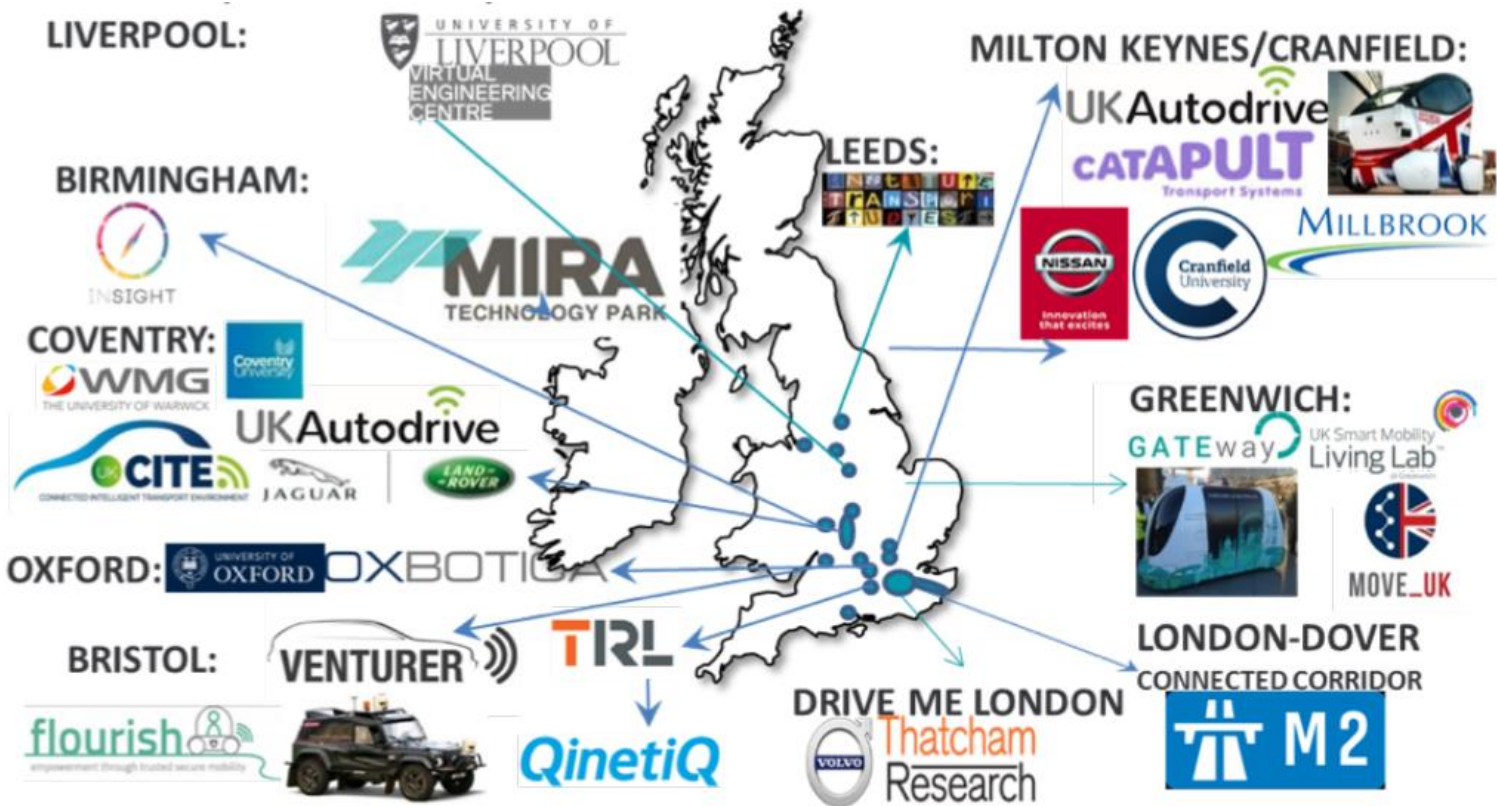 LIVERPOOL:
UNIVERSITY OF
LIVERPOOL
VIRTUAL
ENGINEERING
CENTRE
MILTON KEYNES/CRANFIELD:
UKAutodrive
CATAPULT
Transport Systems
LEEDS:
BIRMINGHAM:
INSIGHT
MIRA
TECHNOLOGY PARK
NISSAN
Innovation
that excites
Cranfield
University
MILLBROOK
COVENTRY:
Coventry
University
WMG
THE UNIVERSITY OF WARWICK
UKAutodrive
UK CITE
CONNECTED INTELLIGENT TRANSPORT ENVIRONMENT
JAGUAR
LAND-
ROVER
GREENWICH:
GATEway
UK Smart Mobility
Living Lab™
MOVE_UK
OXFORD:
UNIVERSITY OF
OXFORD
OXBOTICA
BRISTOL:
VENTURER
flourish
empowerment through trusted secure mobility
TRL
QinetiQ
DRIVE ME LONDON
VOLVO
Thatcham
Research
LONDON-DOVER
CONNECTED CORRIDOR
M2